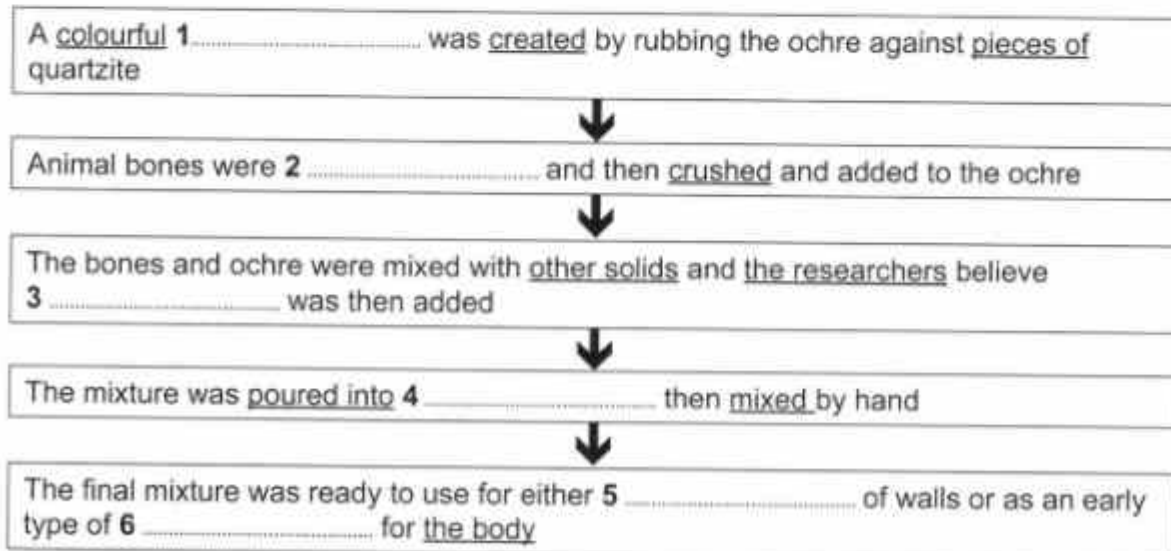 A colourful 1........................................ was created by rubbing the ochre against pieces of
quartzite
Animal bones were 2 ........................................ and then crushed and added to the ochre
The bones and ochre were mixed with other solids and the researchers believe
3 ........................................ was then added
The mixture was poured into 4 ........................................ then mixed by hand
The final mixture was ready to use for either 5 ........................................ of walls or as an early
type of 6 ........................................ for the body